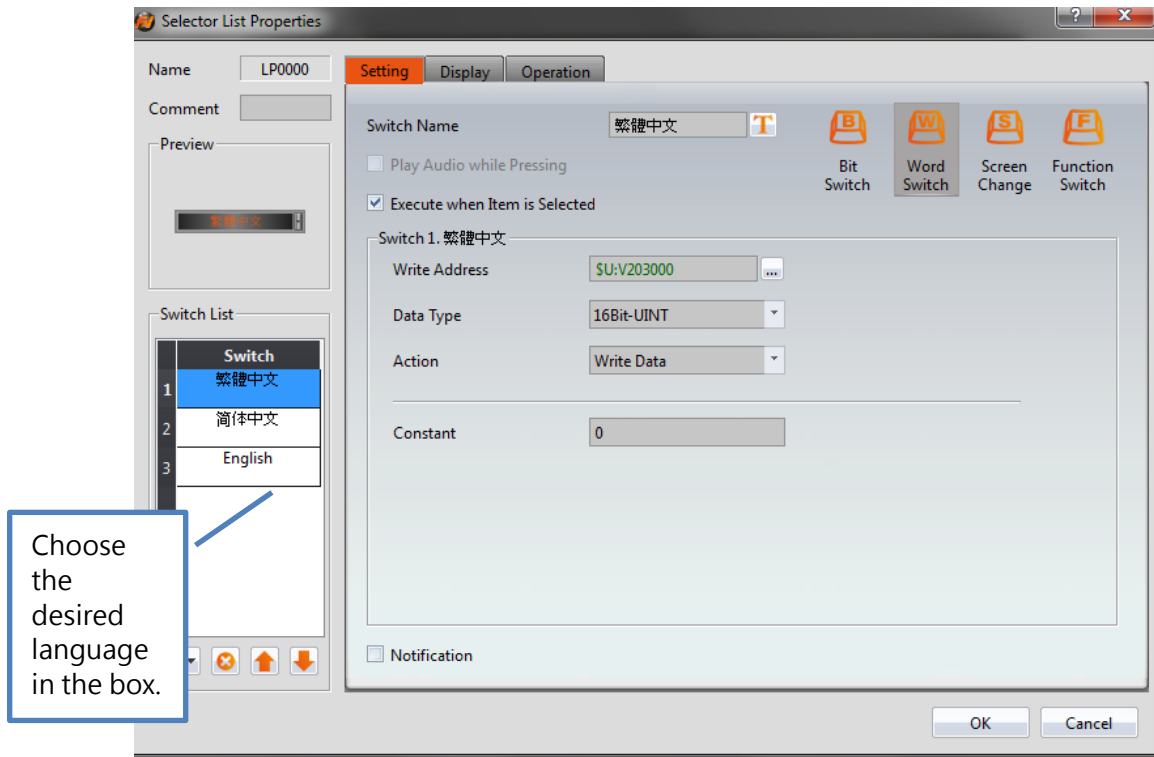 Selector List Properties
Name LP0000
Comment
Preview
繁體中文
Switch List
Switch
1 繁體中文
2 简体中文
3 English
Setting Display Operation
Switch Name 繁體中文 T
Play Audio while Pressing
Execute when Item is Selected
B W S F
Bit Switch
Word Switch
Screen Change
Function Switch
Switch 1. 繁體中文
Write Address $U:V203000 ...
Data Type 16Bit-UINT
Action Write Data
Constant 0
Notification
OK Cancel
Choose
the
desired
language
in the box.